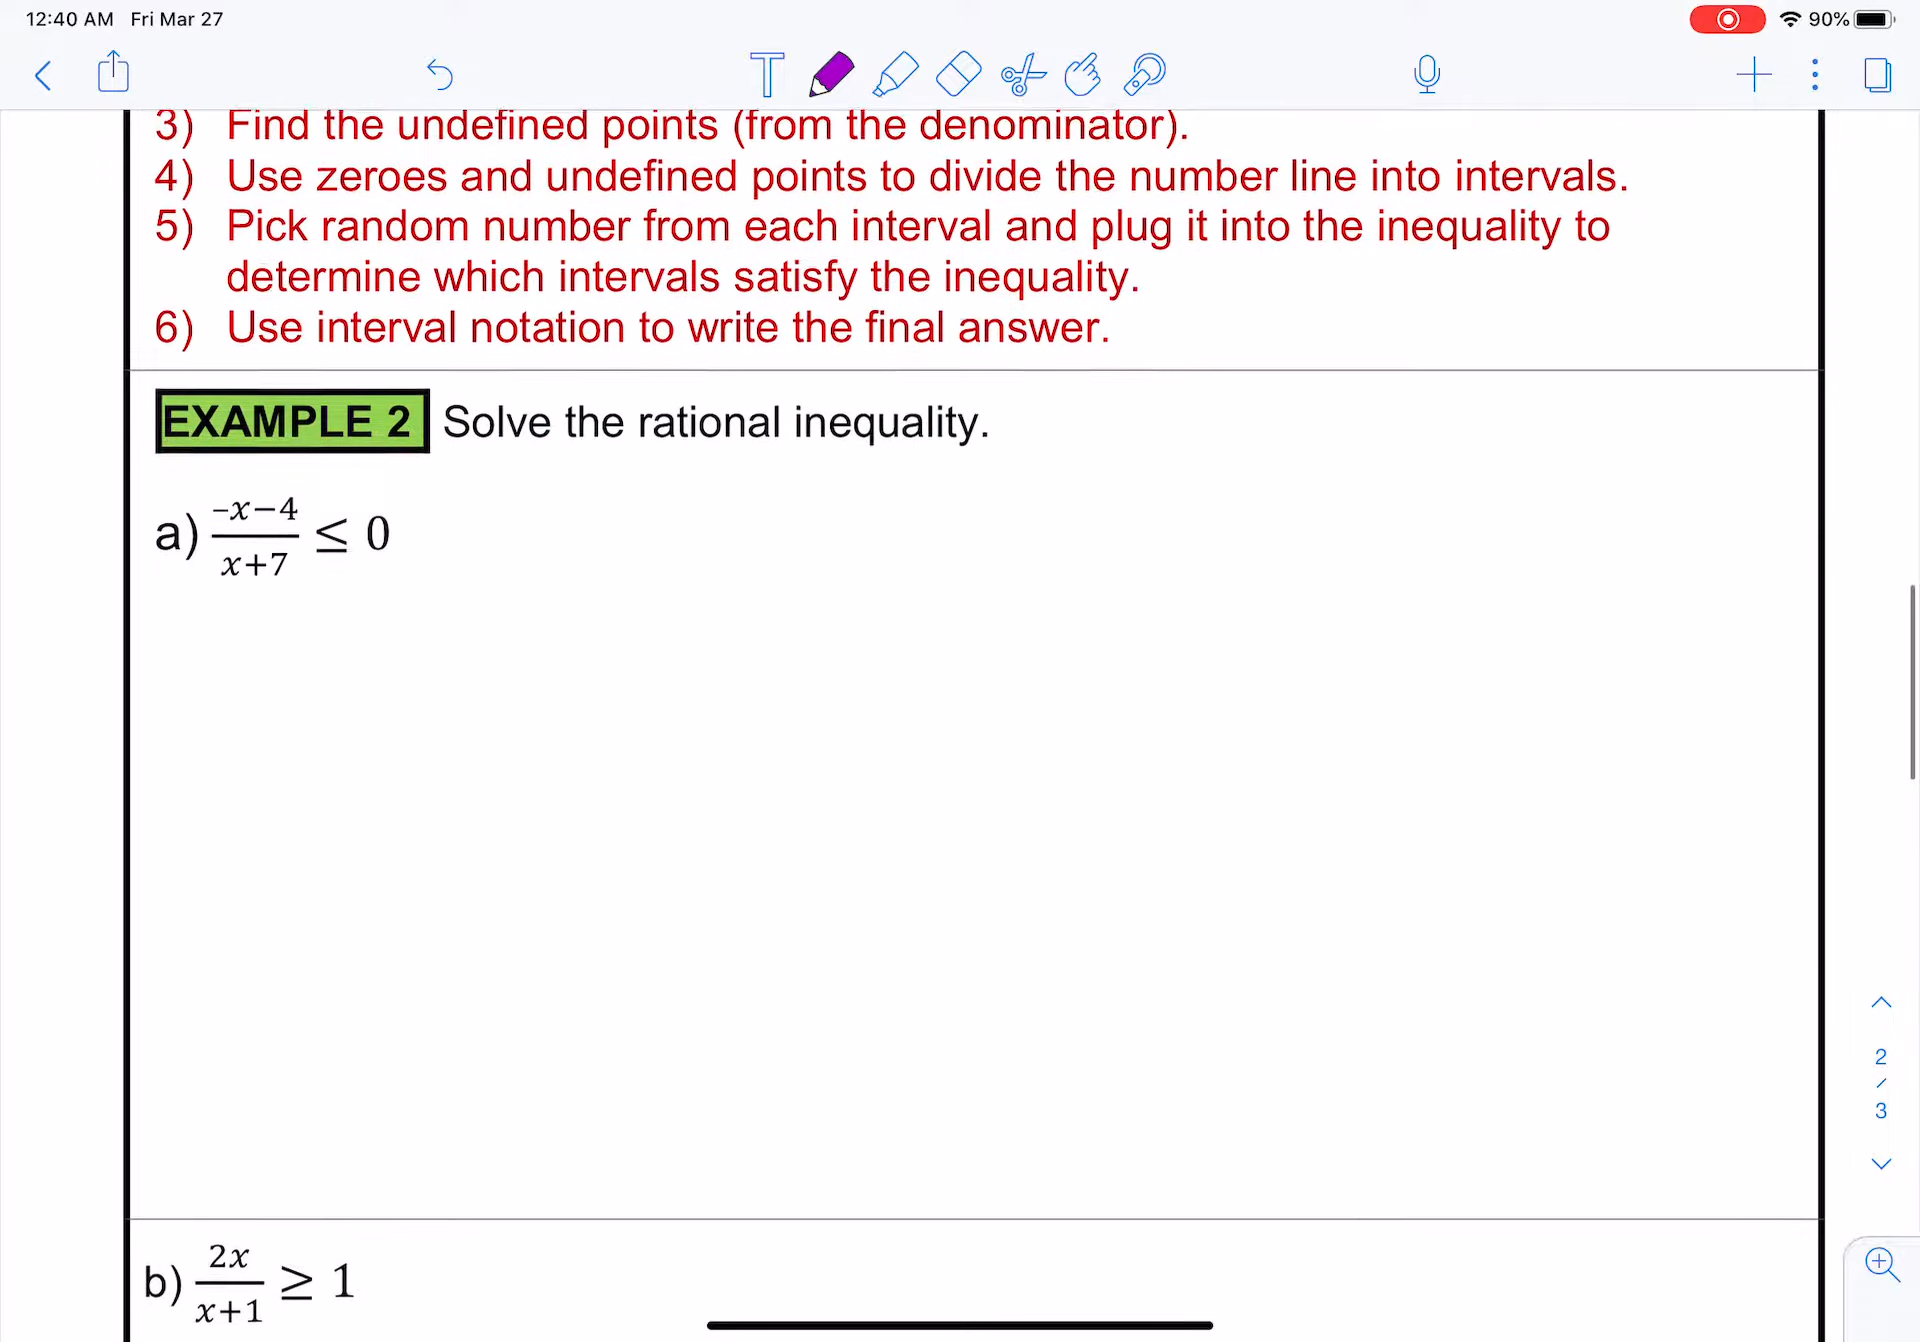 12:40 AM Fri Mar 27
90%
3) Find the undefined points (from the denominator).
4) Use zeroes and undefined points to divide the number line into intervals.
5) Pick random number from each interval and plug it into the inequality to
determine which intervals satisfy the inequality.
6) Use interval notation to write the final answer.
EXAMPLE 2 Solve the rational inequality.
a) (-x-4)/(x+7) ≤ 0
b) 2x/(x+1) ≥ 1
2
/
3